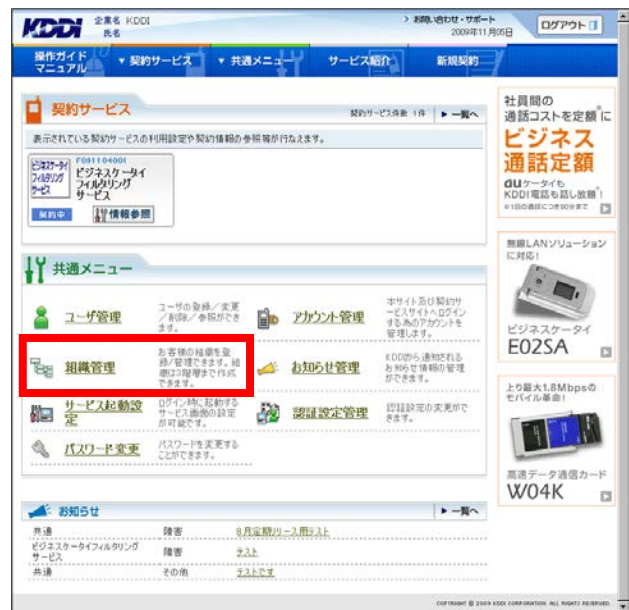 KDDI
企業名 KDDI
氏名
お問い合わせ・サポート
2009年11月05日
ログアウト
操作ガイド
マニュアル
契約サービス
共通メニュー
サービス紹介
新規契約
契約サービス
契約サービス件数 1件
一覧へ
表示されている契約サービスの利用設定や契約情報の参照等が行なえます。
ビジネスケータイ
フィルタリング
サービス
F091104001
ビジネスケータイ
フィルタリング
サービス
契約中
情報参照
共通メニュー
ユーザ管理
ユーザの登録／変更
／削除／参照ができ
ます。
アカウント管理
本サイト及び契約サ
ービスサイトへログイン
する為のアカウントを
管理します。
組織管理
お客様の組織を登
録／管理できます。組
織は3階層まで作成
できます。
お知らせ管理
KDDIから通知される
お知らせ情報の管理
ができます。
サービス起動設
定
ログイン時に起動する
サービス画面の設定
が可能です。
認証設定管理
認証設定の変更がで
きます。
パスワード変更
パスワードを変更する
ことができます。
お知らせ
一覧へ
共通 障害 8月定期リリース用テスト
ビジネスケータイフィルタリング
サービス
障害 テスト
共通 その他 テストです
社員間の
通話コストを定額に
ビジネス
通話定額
auケータイも
KDDI電話も話し放題!
※1回の通話につき90分まで
無線LANソリューション
に対応!
ビジネスケータイ
E02SA
上り最大1.8Mbpsの
モバイル革命!
高速データ通信カード
W04K
COPYRIGHT © 2009 KDDI CORPORATION. ALL RIGHTS RESERVED.